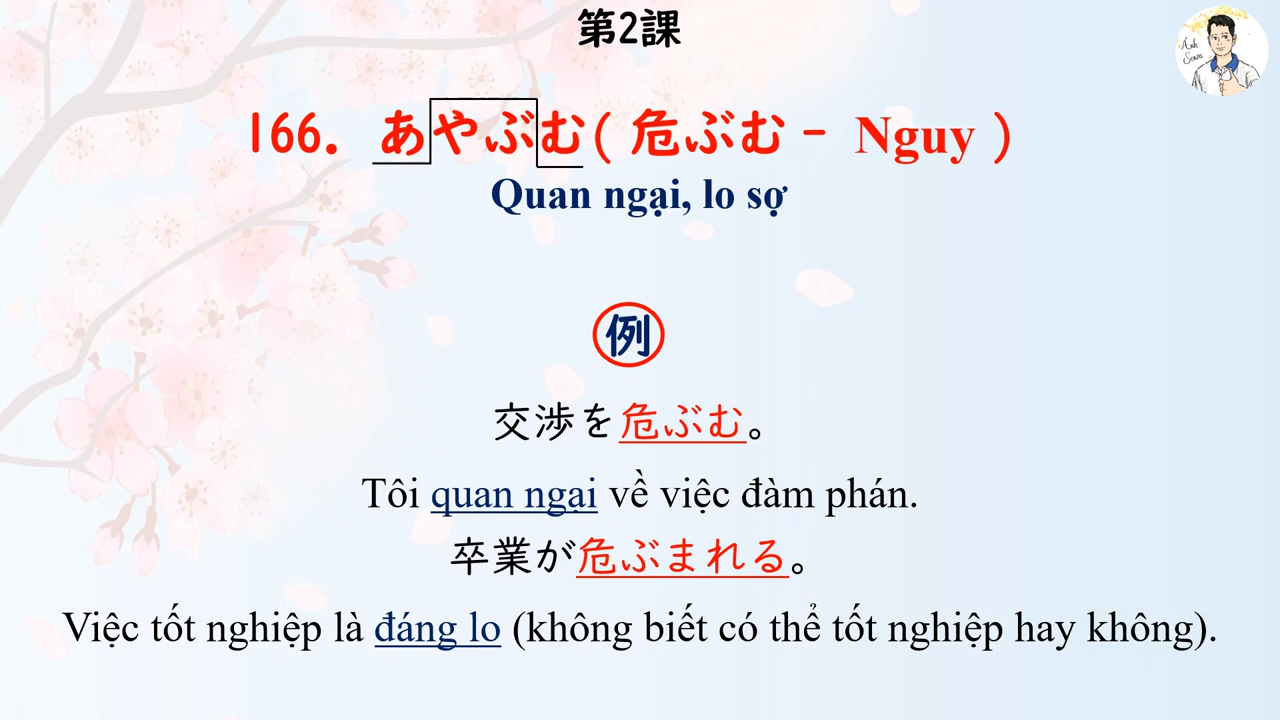 第2課
Anh Sensei
166. あやぶむ( 危ぶむ - Nguy )
Quan ngại, lo sợ
例
交渉を危ぶむ。
Tôi quan ngại về việc đàm phán.
卒業が危ぶまれる。
Việc tốt nghiệp là đáng lo (không biết có thể tốt nghiệp hay không).